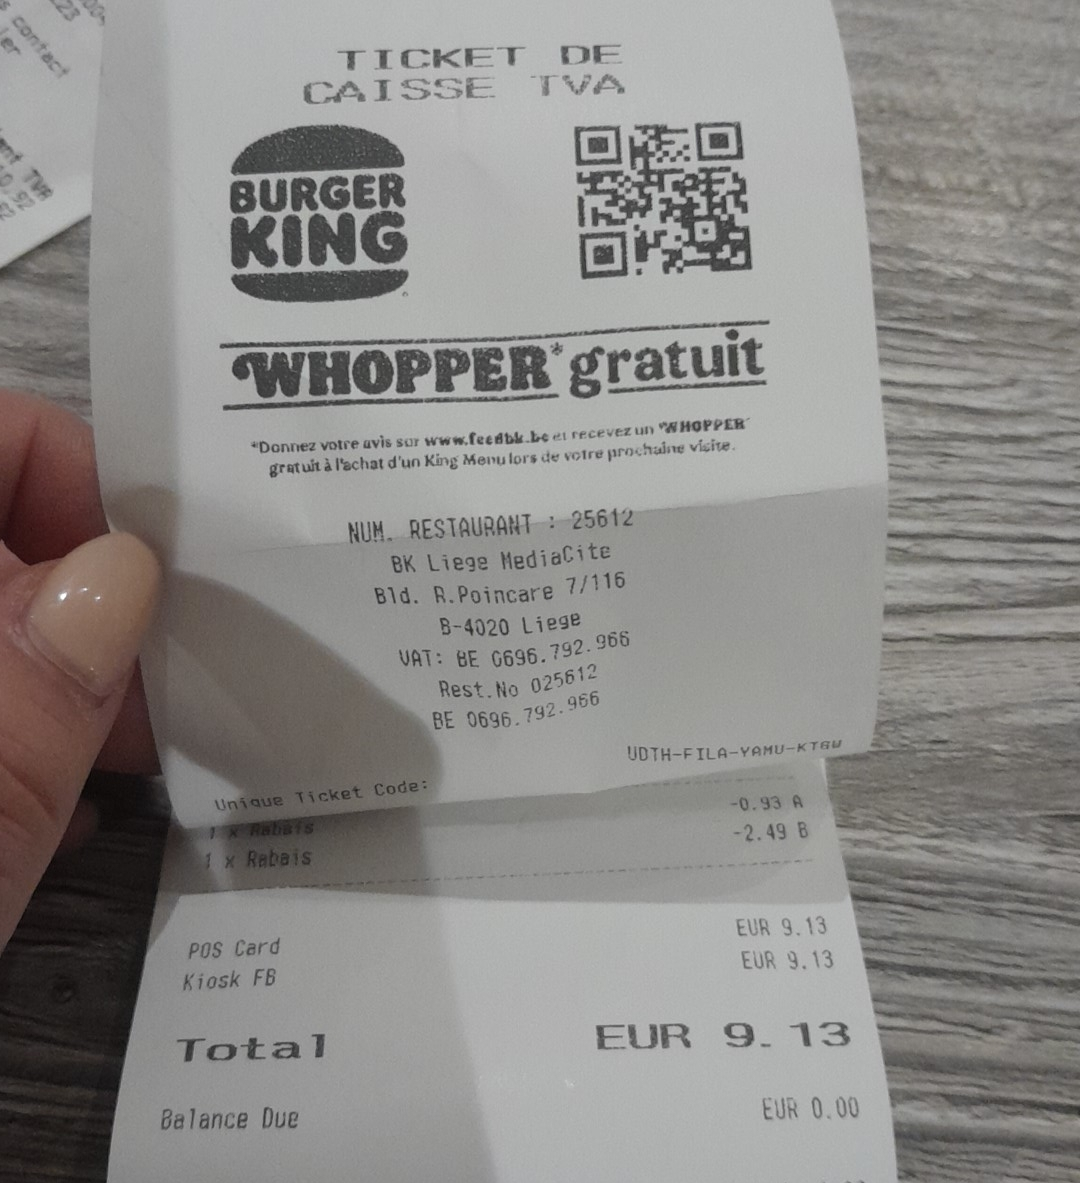 TICKET DE
CAISSE TVA
BURGER
KING
WHOPPER* gratuit
*Donnez votre avis sur www.feedbk.be et recevez un WHOPPER
gratuit à l'achat d'un King Menu lors de votre prochaine visite.
NUM. RESTAURANT : 25612
BK Liege MediaCite
Bld. R.Poincare 7/116
B-4020 Liege
VAT: BE 0696.792.966
Rest.No 025612
BE 0696.792.966
UDTH-FILA-YAMU-KTGW
Unique Ticket Code:
1 x Rabais -0.93 A
1 x Rabais -2.49 B
POS Card EUR 9.13
Kiosk FB EUR 9.13
Total EUR 9.13
Balance Due EUR 0.00
contact
TVA